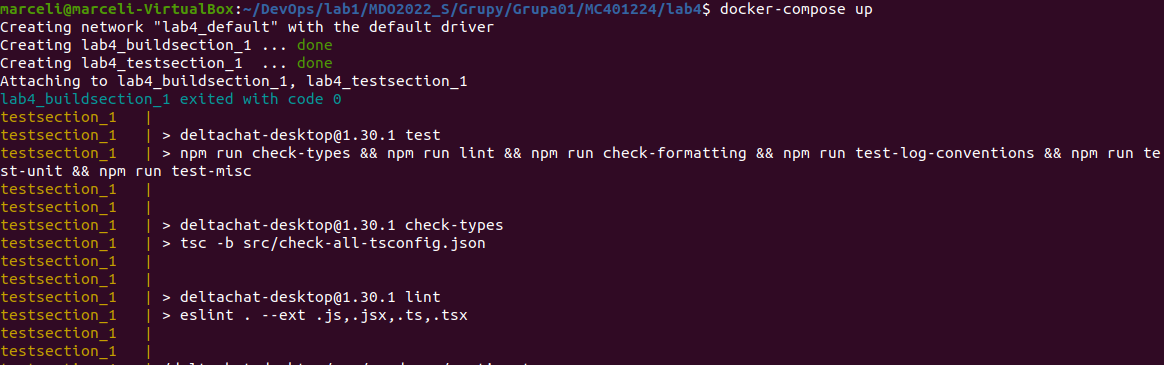 marceli@marceli-VirtualBox:~/DevOps/lab1/MDO2022_S/Grupy/Grupa01/MC401224/lab4$ docker-compose up
Creating network "lab4_default" with the default driver
Creating lab4_buildsection_1 ... done
Creating lab4_testsection_1  ... done
Attaching to lab4_buildsection_1, lab4_testsection_1
lab4_buildsection_1 exited with code 0
testsection_1   |
testsection_1   | > deltachat-desktop@1.30.1 test
testsection_1   | > npm run check-types && npm run lint && npm run check-formatting && npm run test-log-conventions && npm run te
st-unit && npm run test-misc
testsection_1   |
testsection_1   |
testsection_1   | > deltachat-desktop@1.30.1 check-types
testsection_1   | > tsc -b src/check-all-tsconfig.json
testsection_1   |
testsection_1   |
testsection_1   | > deltachat-desktop@1.30.1 lint
testsection_1   | > eslint . --ext .js,.jsx,.ts,.tsx
testsection_1   |
testsection_1   |